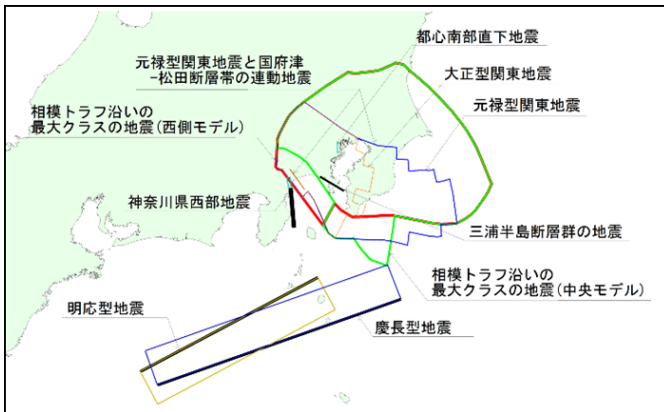 都心南部直下地震
元禄型関東地震と国府津
-松田断層帯の連動地震
大正型関東地震
元禄型関東地震
相模トラフ沿いの
最大クラスの地震(西側モデル)
神奈川県西部地震
三浦半島断層群の地震
相模トラフ沿いの
最大クラスの地震(中央モデル)
明応型地震
慶長型地震